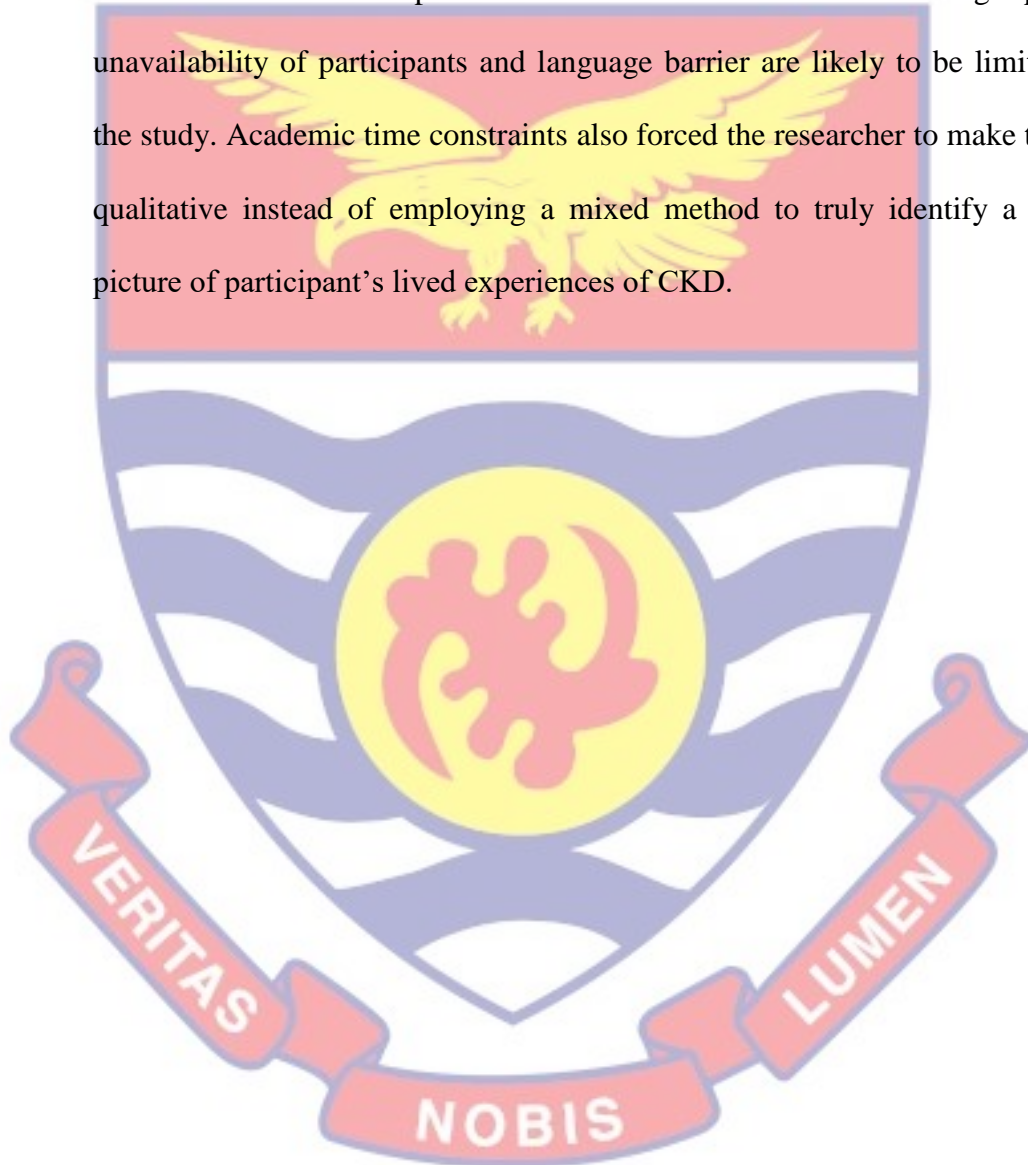 unavailability of participants and language barrier are likely to be limit
the study. Academic time constraints also forced the researcher to make t
qualitative instead of employing a mixed method to truly identify a
picture of participant's lived experiences of CKD.
VERITAS
NOBIS
LUMEN